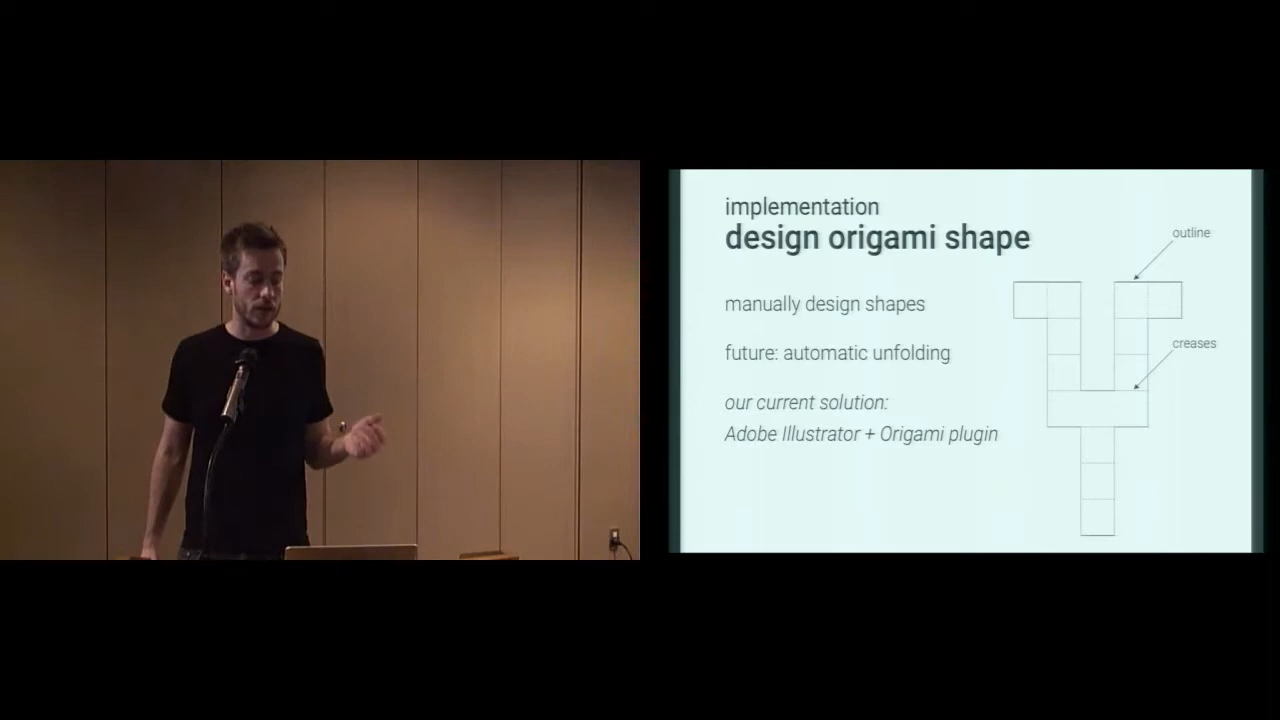 implementation
design origami shape
outline
manually design shapes
creases
future: automatic unfolding
our current solution:
Adobe Illustrator + Origami plugin